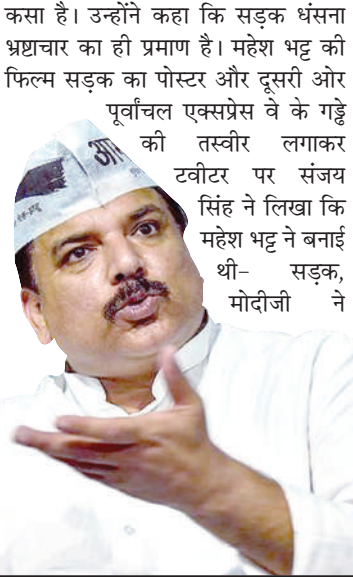 कसा है। उन्होंने कहा कि सड़क धंसना
भ्रष्टाचार का ही प्रमाण है। महेश भट्ट की
फिल्म सड़क का पोस्टर और दूसरी ओर
पूर्वांचल एक्सप्रेस वे के गड्ढे
की तस्वीर लगाकर
टवीटर पर संजय
सिंह ने लिखा कि
महेश भट्ट ने बनाई
थी– सड़क,
मोदीजी ने